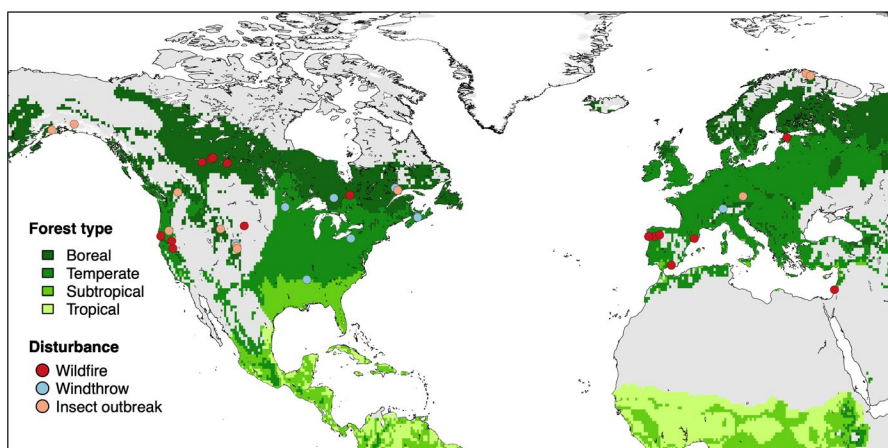 Forest type
Boreal
Temperate
Subtropical
Tropical
Disturbance
Wildfire
Windthrow
Insect outbreak